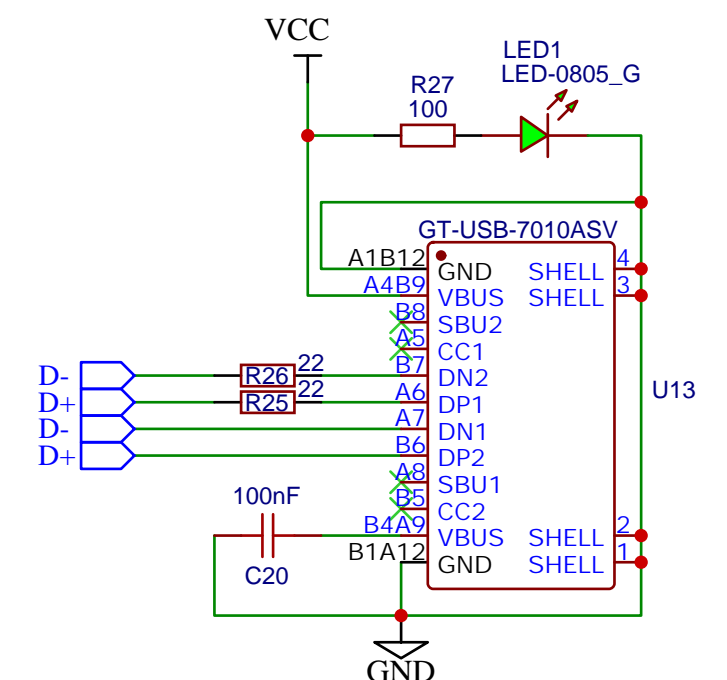 VCC
LED1
LED-0805_G
R27
100
GT-USB-7010ASV
A1B12 GND SHELL 4
A4B9 VBUS SHELL 3
B8 SBU2
A5 CC1
D- R26 22 B7 DN2
D+ R25 22 A6 DP1
U13
D- A7 DN1
D+ B6 DP2
A8 SBU1
B5 CC2
100nF
B4A9 VBUS SHELL 2
B1A12 GND SHELL 1
C20
GND